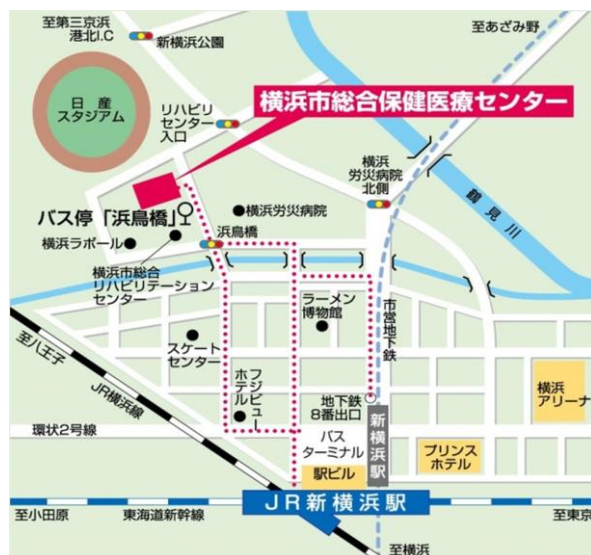 至第三京浜
港北I.C
新横浜公園
至あざみ野
日産
スタジアム
リハビリ
センター
入口
横浜市総合保健医療センター
横浜
労災病院
北側
鶴見川
バス停「浜鳥橋」
横浜労災病院
横浜ラポール
浜鳥橋
横浜市総合
リハビリテーション
センター
ラーメン
博物館
市営地下鉄
至八王子
スケート
センター
JR横浜線
フジビュー
ホテル
地下鉄
8番出口
横浜
アリーナ
環状2号線
バス
ターミナル
新横浜駅
プリンス
ホテル
駅ビル
JR新横浜駅
至小田原
東海道新幹線
至東京
至横浜